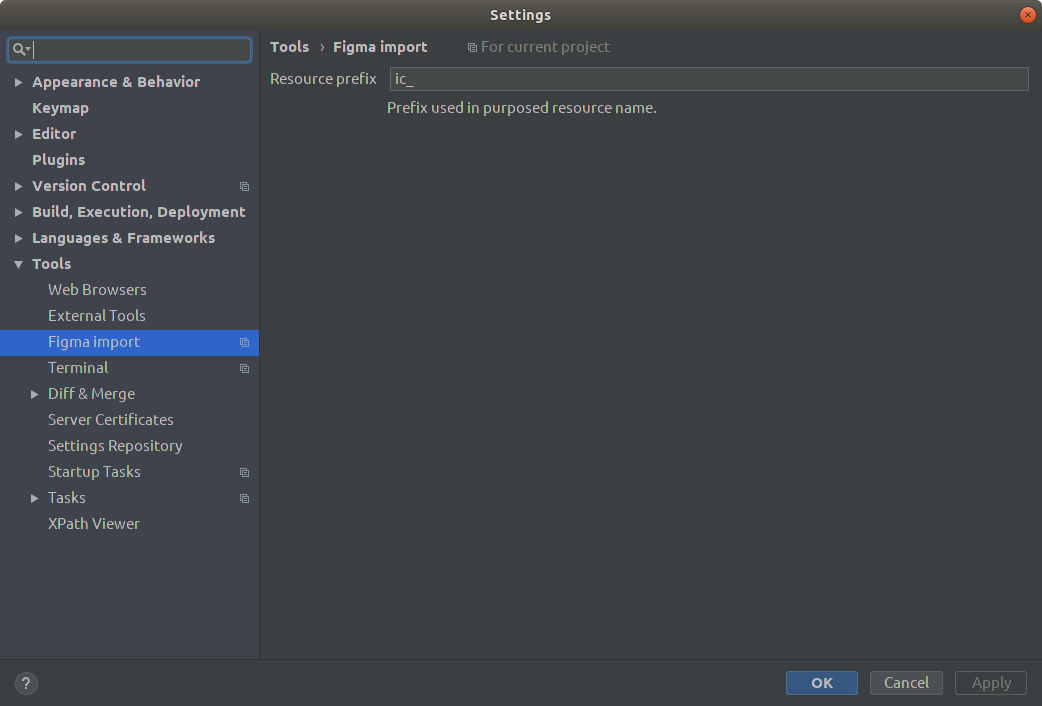 Settings
Appearance & Behavior
Keymap
Editor
Plugins
Version Control
Build, Execution, Deployment
Languages & Frameworks
Tools
Web Browsers
External Tools
Figma import
Terminal
Diff & Merge
Server Certificates
Settings Repository
Startup Tasks
Tasks
XPath Viewer
Tools › Figma import For current project
Resource prefix ic_
Prefix used in purposed resource name.
? OK Cancel Apply